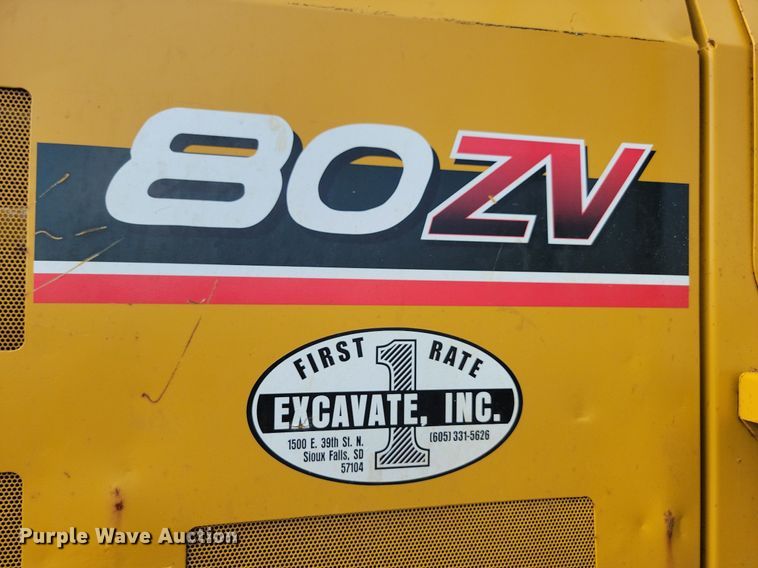 80ZV
FIRST 1 RATE
EXCAVATE, INC.
1500 E. 39th St. N.
Sioux Falls, SD
57104
(605) 331-5626
Purple Wave Auction